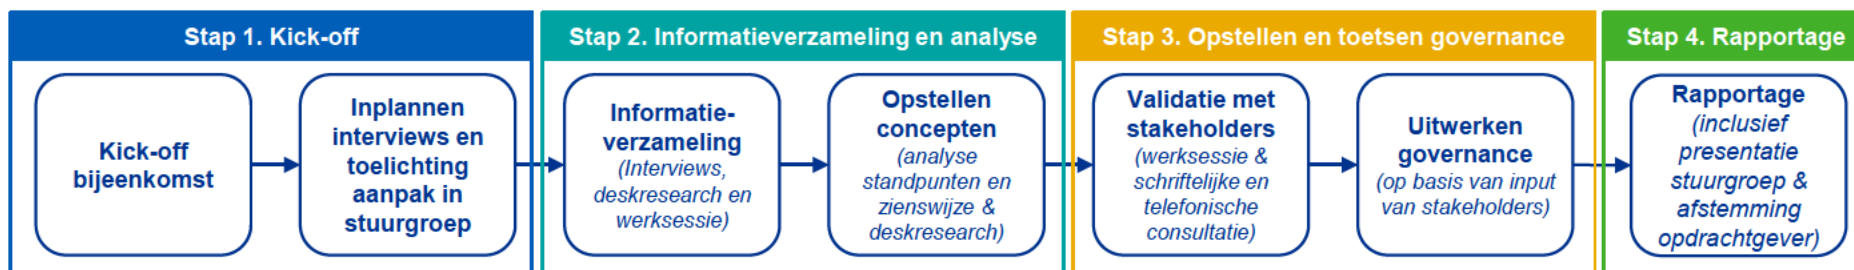 Stap 1. Kick-off
Kick-off
bijeenkomst
Inplannen
interviews en
toelichting
aanpak in
stuurgroep
Stap 2. Informatieverzameling en analyse
Informatie-
verzameling
(Interviews,
deskresearch en
werksessie)
Opstellen
concepten
(analyse
standpunten en
zienswijze &
deskresearch)
Stap 3. Opstellen en toetsen governance
Validatie met
stakeholders
(werksessie &
schriftelijke en
telefonische
consultatie)
Uitwerken
governance
(op basis van input
van stakeholders)
Stap 4. Rapportage
Rapportage
(inclusief
presentatie
stuurgroep &
afstemming
opdrachtgever)